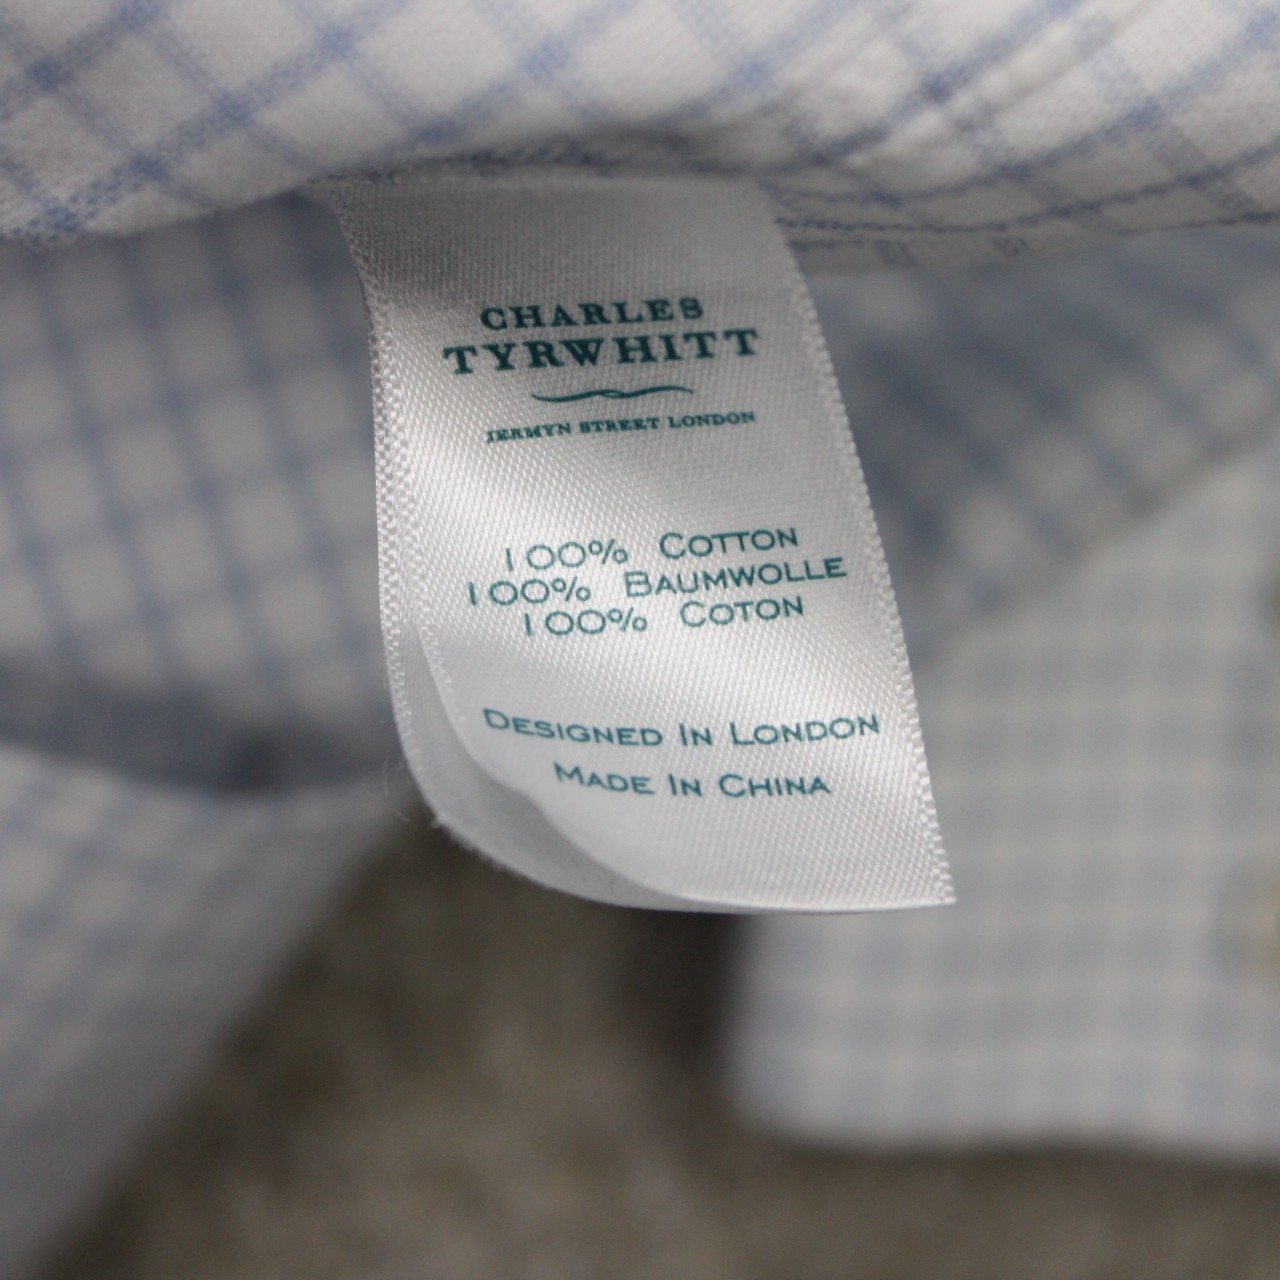 CHARLES
TYRWHITT
JERMYN STREET LONDON
100% COTTON
100% BAUMWOLLE
100% COTON
DESIGNED IN LONDON
MADE IN CHINA